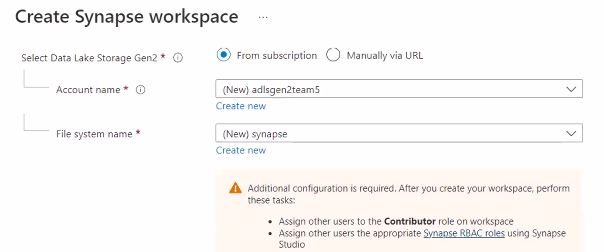 Create Synapse workspace ...
Select Data Lake Storage Gen2 * From subscription Manually via URL
Account name * (New) adlsgen2team5
Create new
File system name * (New) synapse
Create new
Additional configuration is required. After you create your workspace, perform
these tasks:
• Assign other users to the Contributor role on workspace
• Assign other users the appropriate Synapse RBAC roles using Synapse
Studio